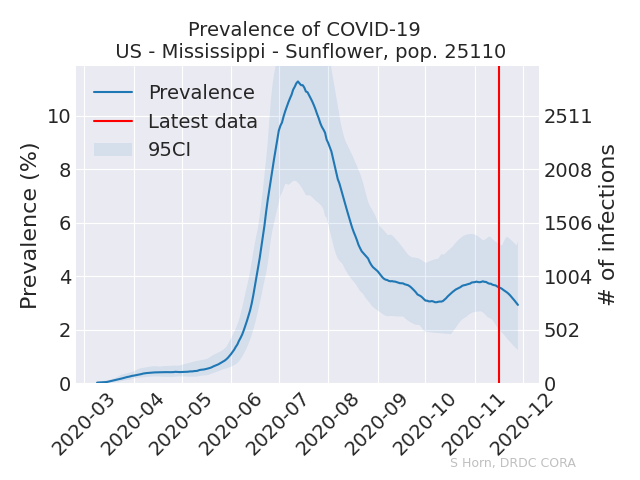 Prevalence of COVID-19
US - Mississippi - Sunflower, pop. 25110
Prevalence
Latest data
95CI
Prevalence (%)
10
8
6
4
2
0
2511
2008
1506
1004
502
0
# of infections
2020-03
2020-04
2020-05
2020-06
2020-07
2020-08
2020-09
2020-10
2020-11
2020-12
S Horn, DRDC CORA